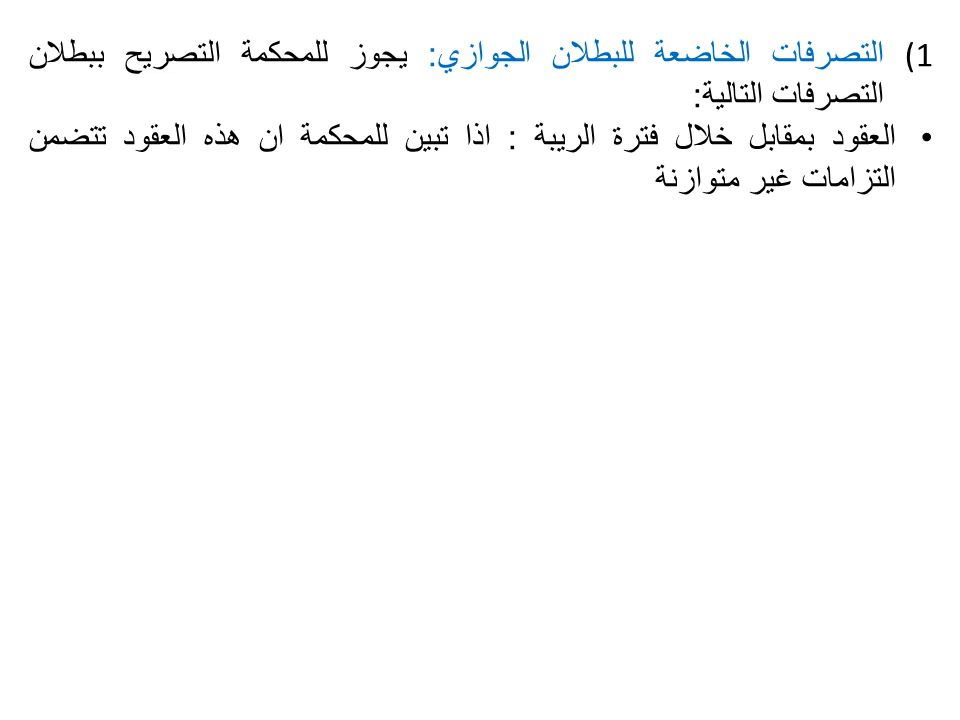 1) التصرفات الخاضعة للبطلان الجوازي: يجوز للمحكمة التصريح ببطلان
التصرفات التالية:
• العقود بمقابل خلال فترة الريبة : اذا تبين للمحكمة ان هذه العقود تتضمن
التزامات غير متوازنة